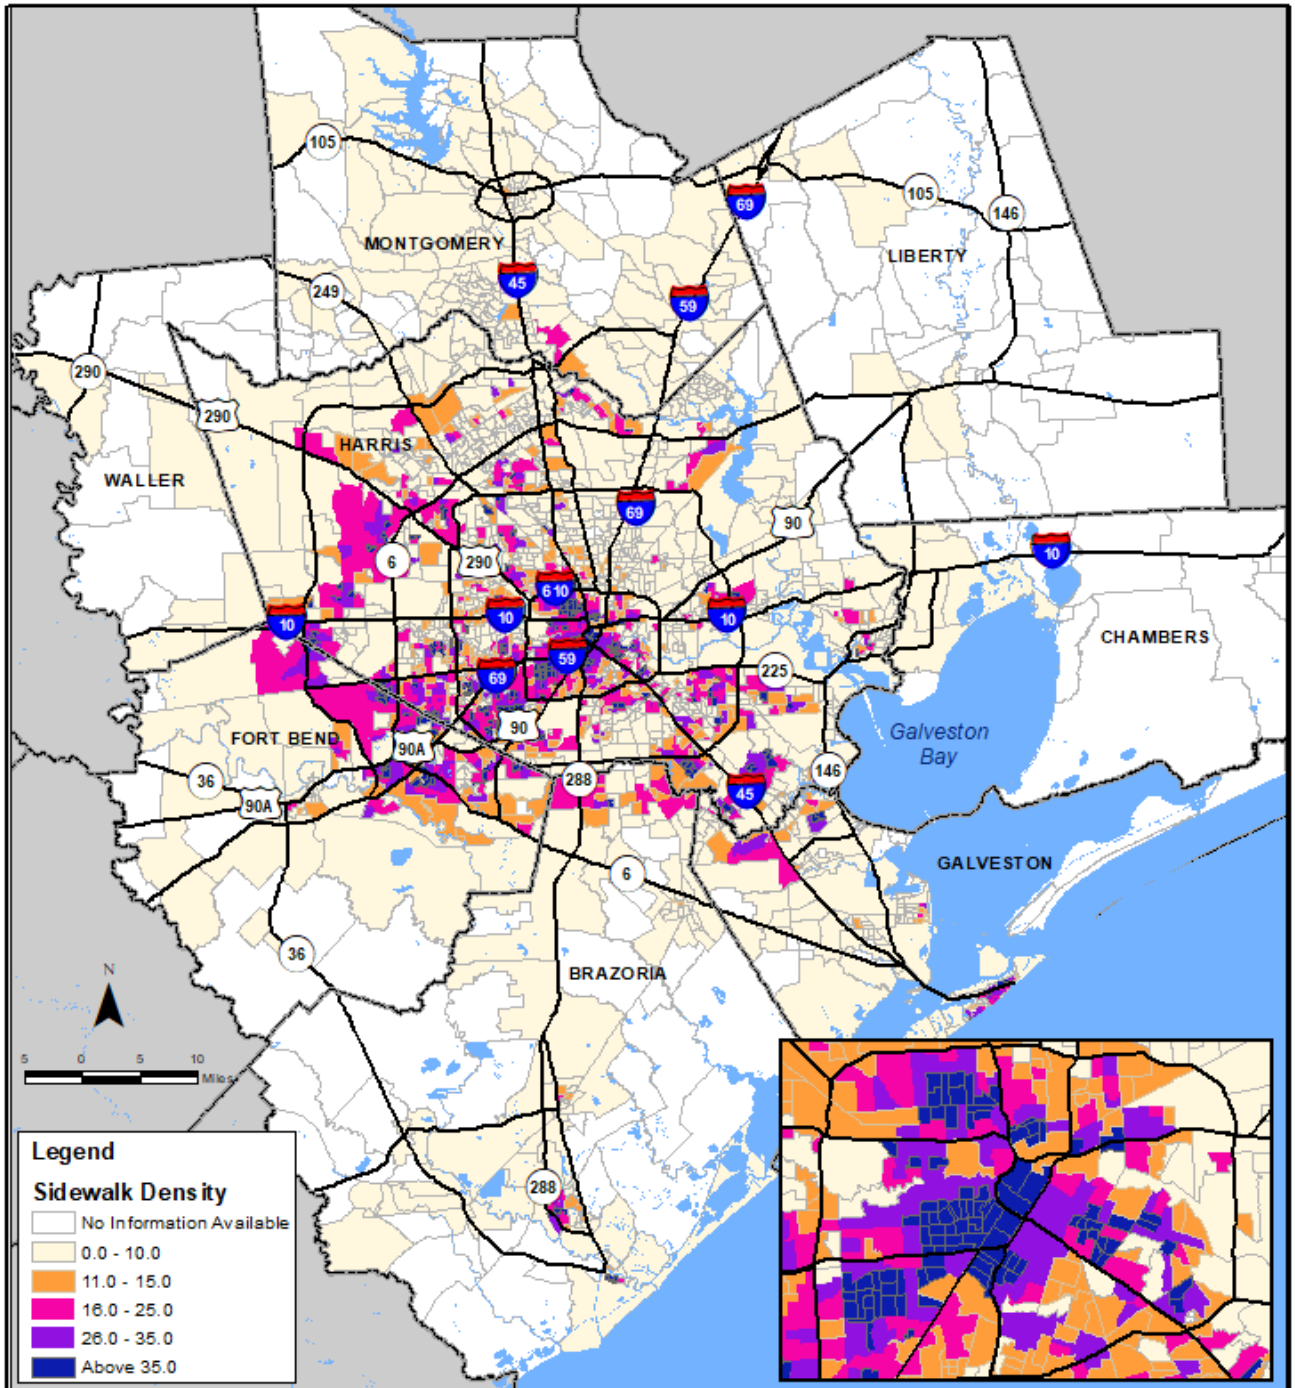 105
MONTGOMERY
249
45
69
59
105
146
LIBERTY
290
290
HARRIS
WALLER
69
90
6
290
10
610
10
10
10
CHAMBERS
59
69
225
FORT BEND
90
90A
Galveston
Bay
36
90A
288
45
146
GALVESTON
6
36
BRAZORIA
N
5 0 5 10
Miles
288
Legend
Sidewalk Density
No Information Available
0.0 - 10.0
11.0 - 15.0
16.0 - 25.0
26.0 - 35.0
Above 35.0